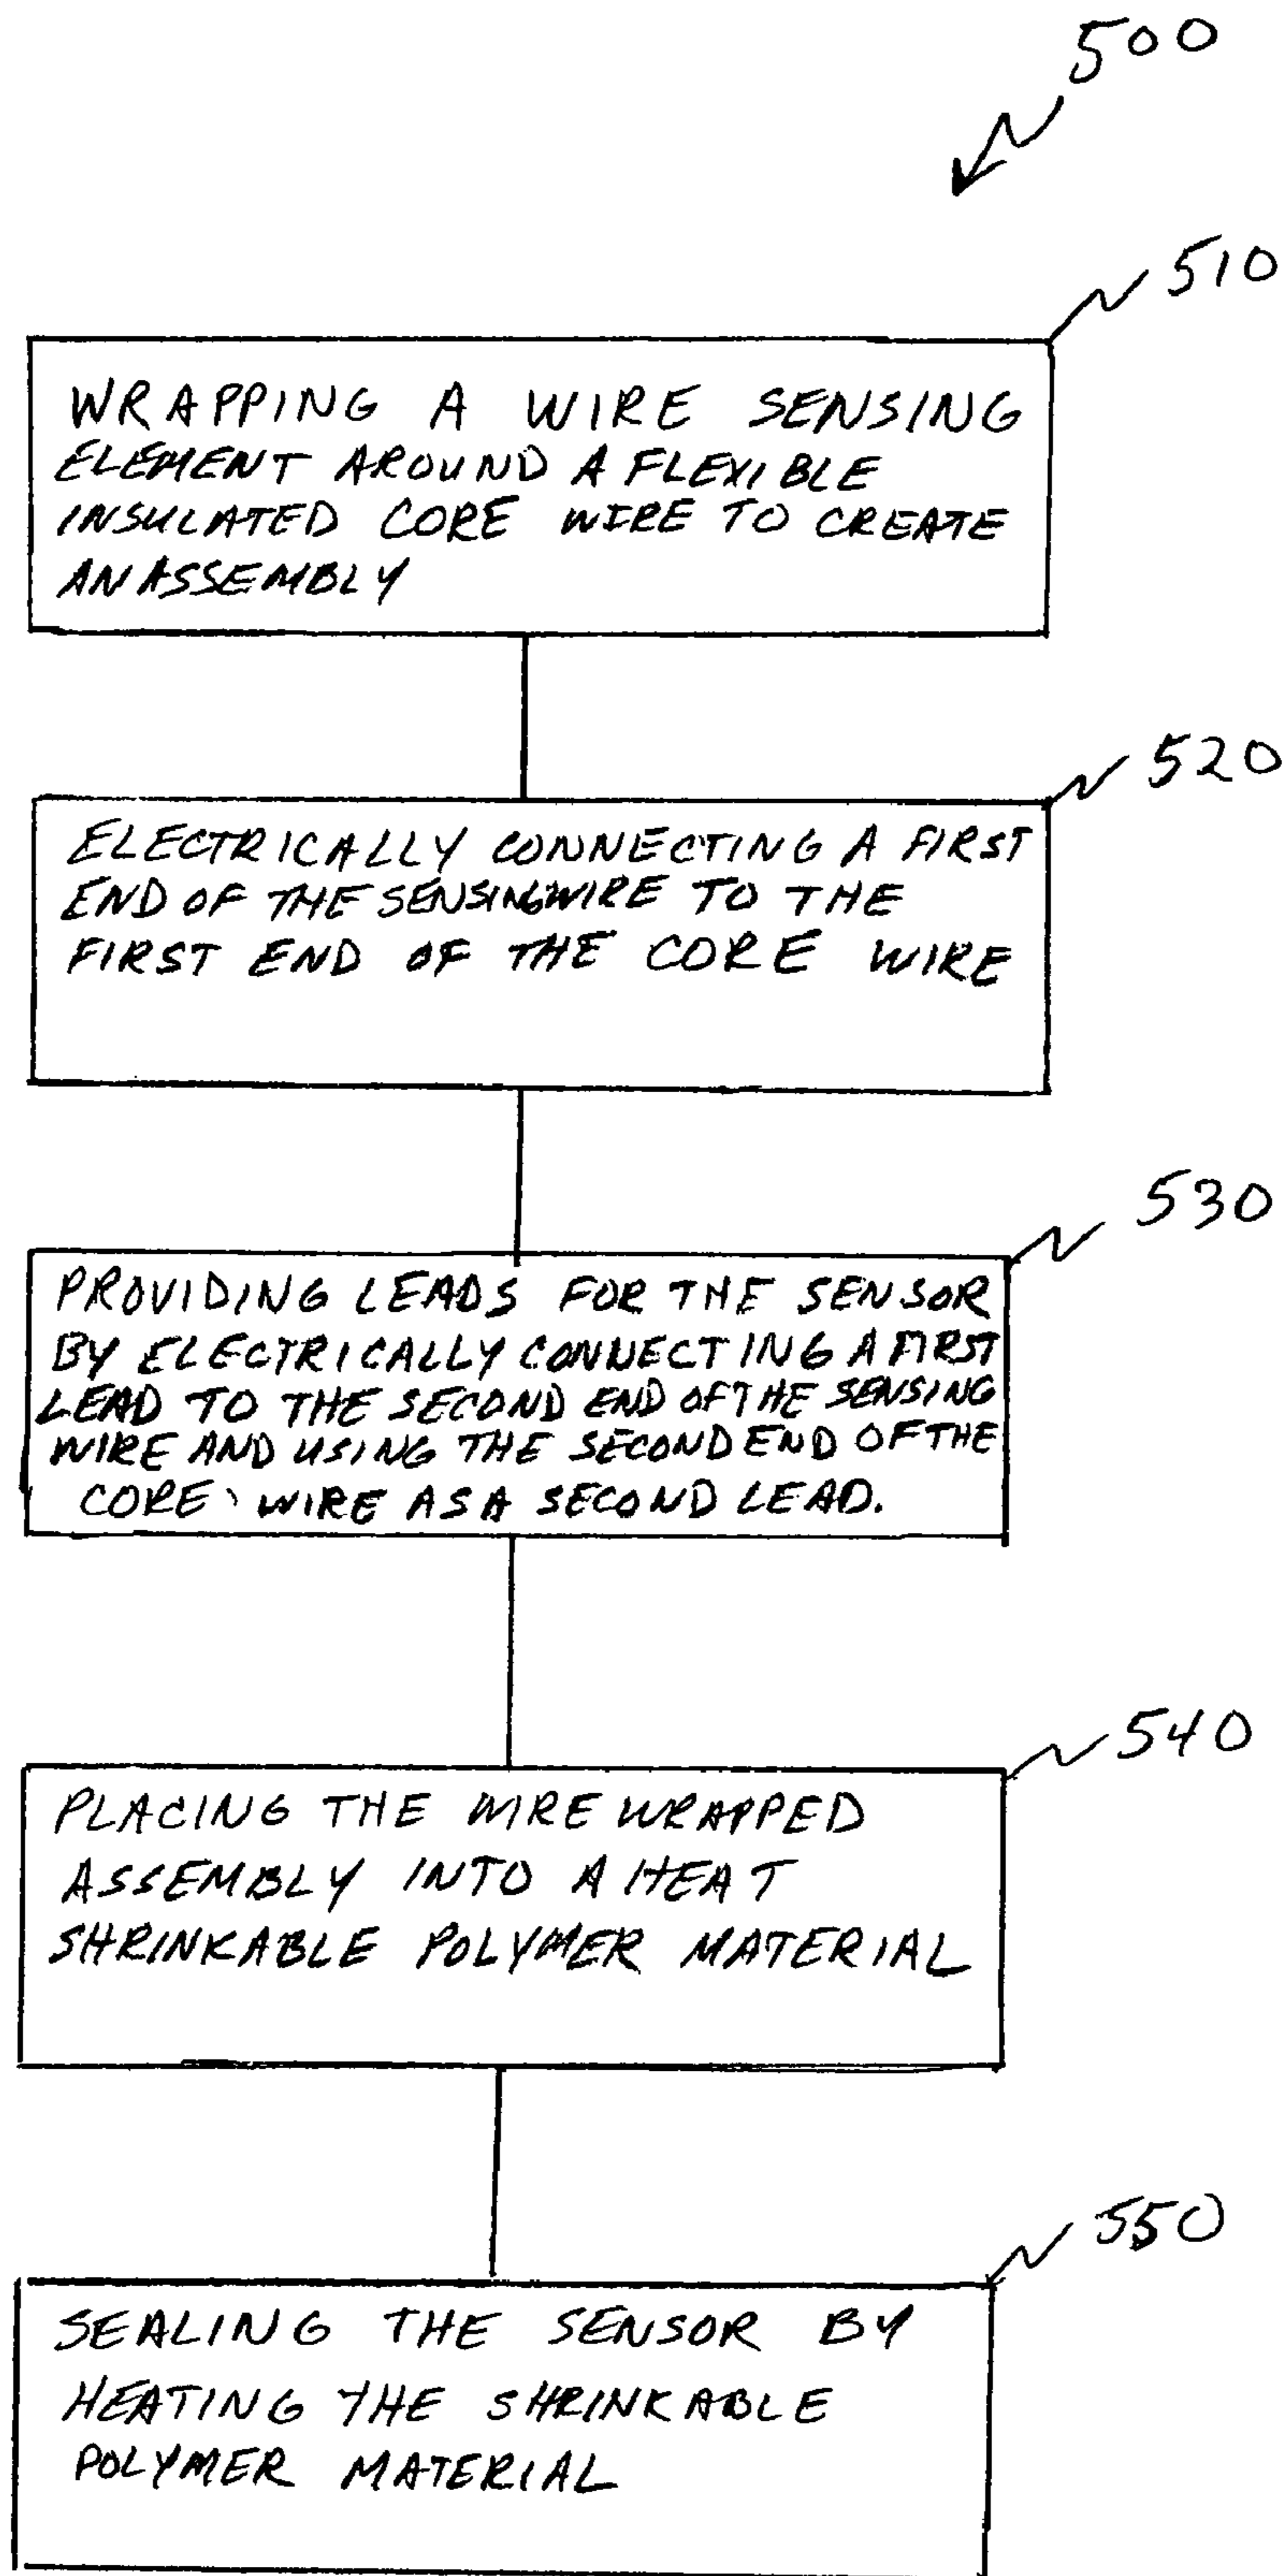 500
510
WRAPPING A WIRE SENSING
ELEMENT AROUND A FLEXIBLE
INSULATED CORE WIRE TO CREATE
AN ASSEMBLY
520
ELECTRICALLY CONNECTING A FIRST
END OF THE SENSING WIRE TO THE
FIRST END OF THE CORE WIRE
530
PROVIDING LEADS FOR THE SENSOR
BY ELECTRICALLY CONNECTING A FIRST
LEAD TO THE SECOND END OF THE SENSING
WIRE AND USING THE SECOND END OF THE
CORE WIRE AS A SECOND LEAD.
540
PLACING THE WIRE WRAPPED
ASSEMBLY INTO A HEAT
SHRINKABLE POLYMER MATERIAL
550
SEALING THE SENSOR BY
HEATING THE SHRINKABLE
POLYMER MATERIAL